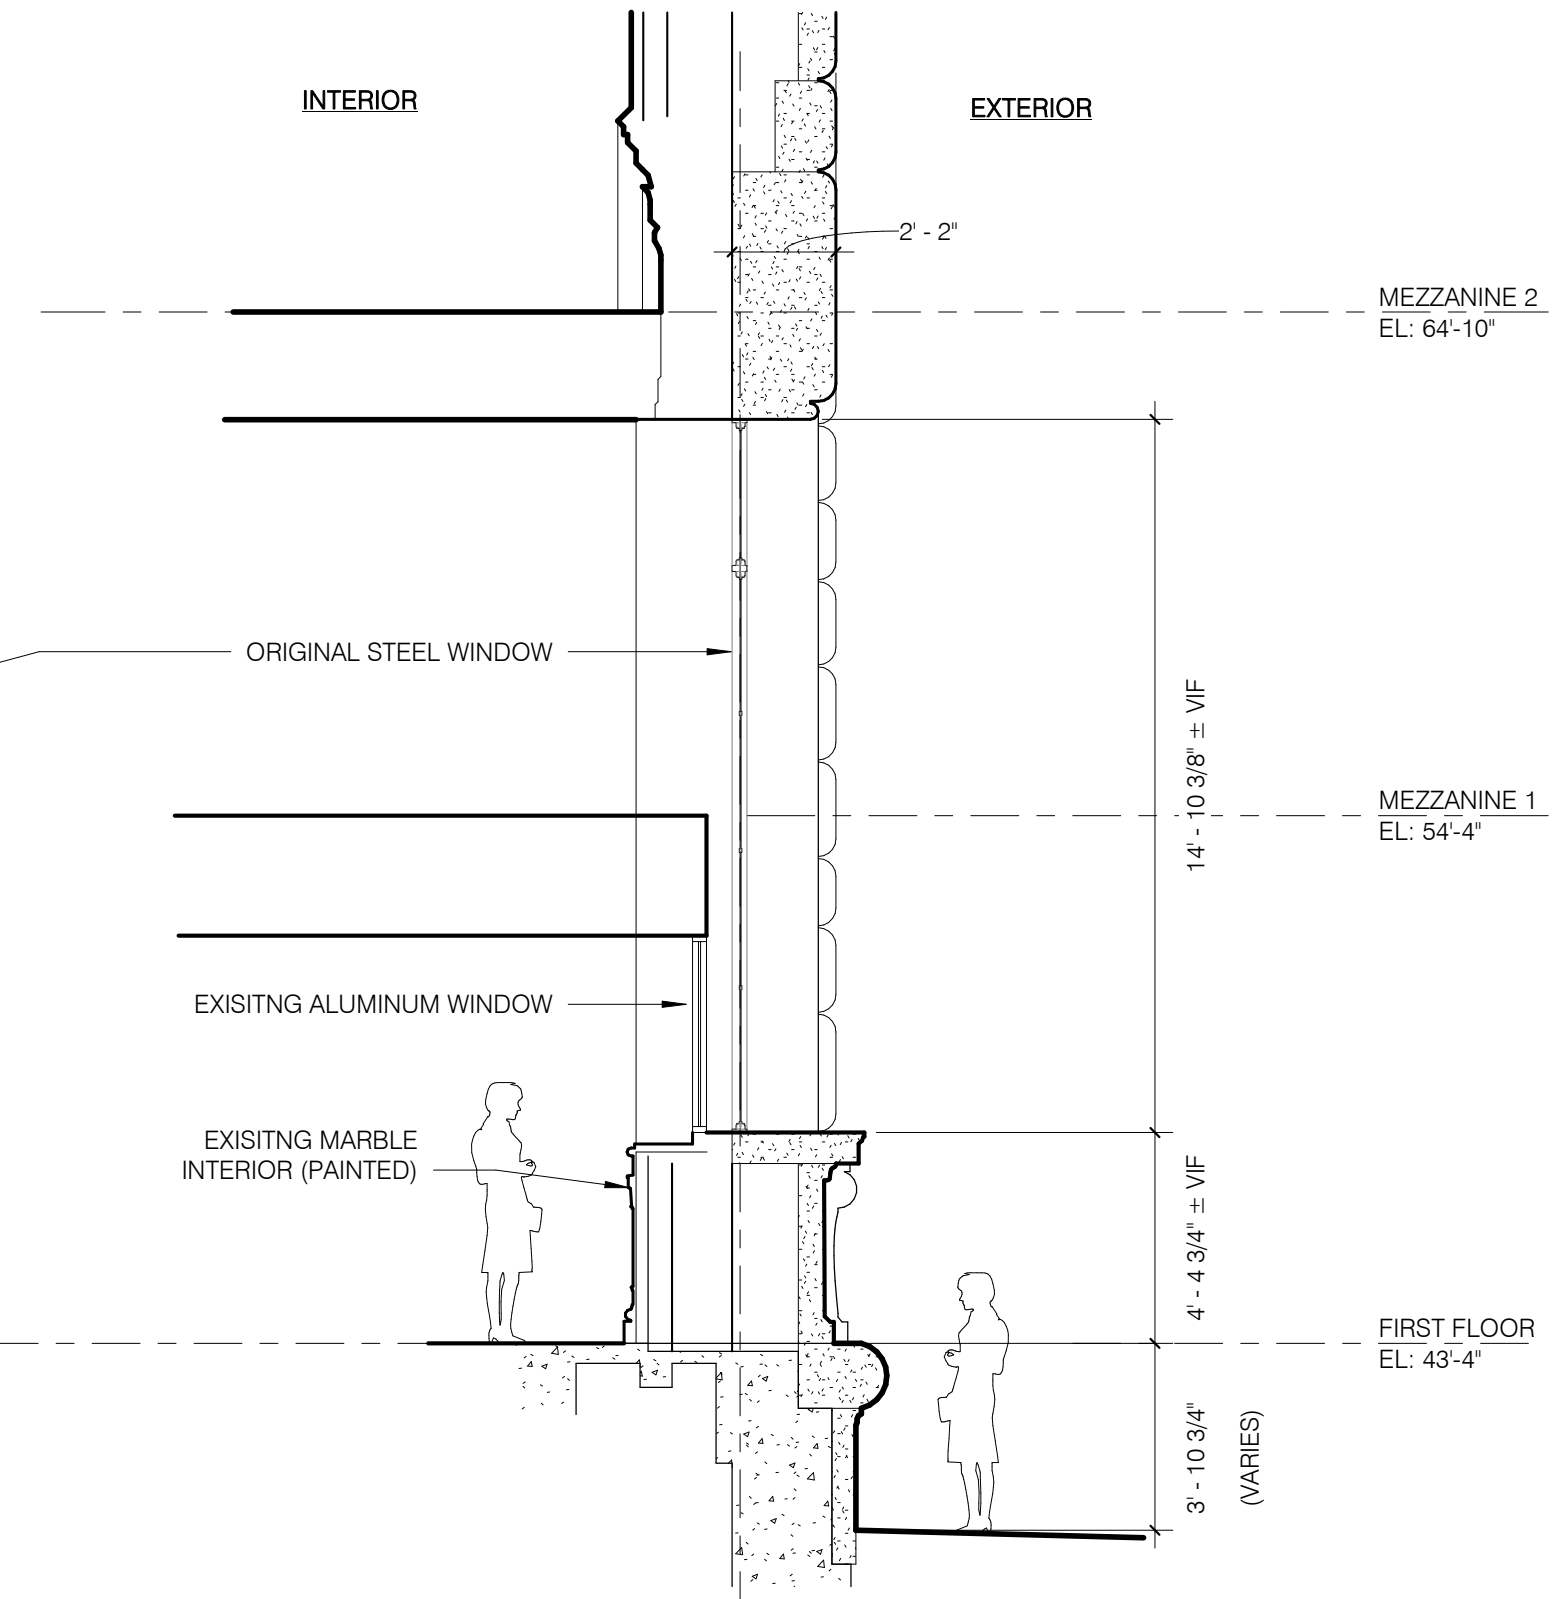 INTERIOR
EXTERIOR
2' - 2"
MEZZANINE 2
EL: 64'-10"
ORIGINAL STEEL WINDOW
14' - 10 3/8" ± VIF
MEZZANINE 1
EL: 54'-4"
EXISITNG ALUMINUM WINDOW
EXISITNG MARBLE
INTERIOR (PAINTED)
4' - 4 3/4" ± VIF
FIRST FLOOR
EL: 43'-4"
3' - 10 3/4"
(VARIES)